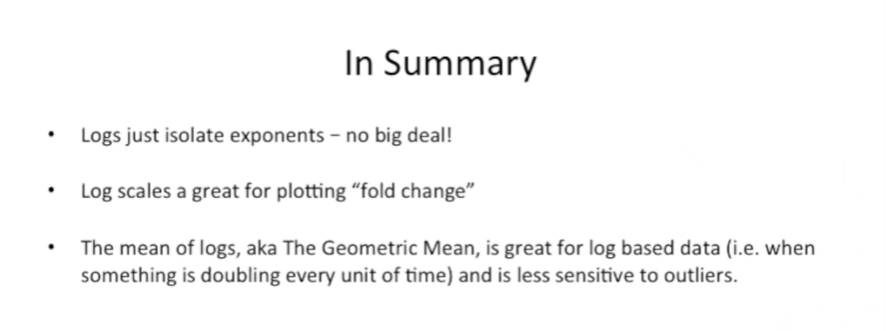 In Summary
• Logs just isolate exponents – no big deal!
• Log scales a great for plotting “fold change”
• The mean of logs, aka The Geometric Mean, is great for log based data (i.e. when
something is doubling every unit of time) and is less sensitive to outliers.